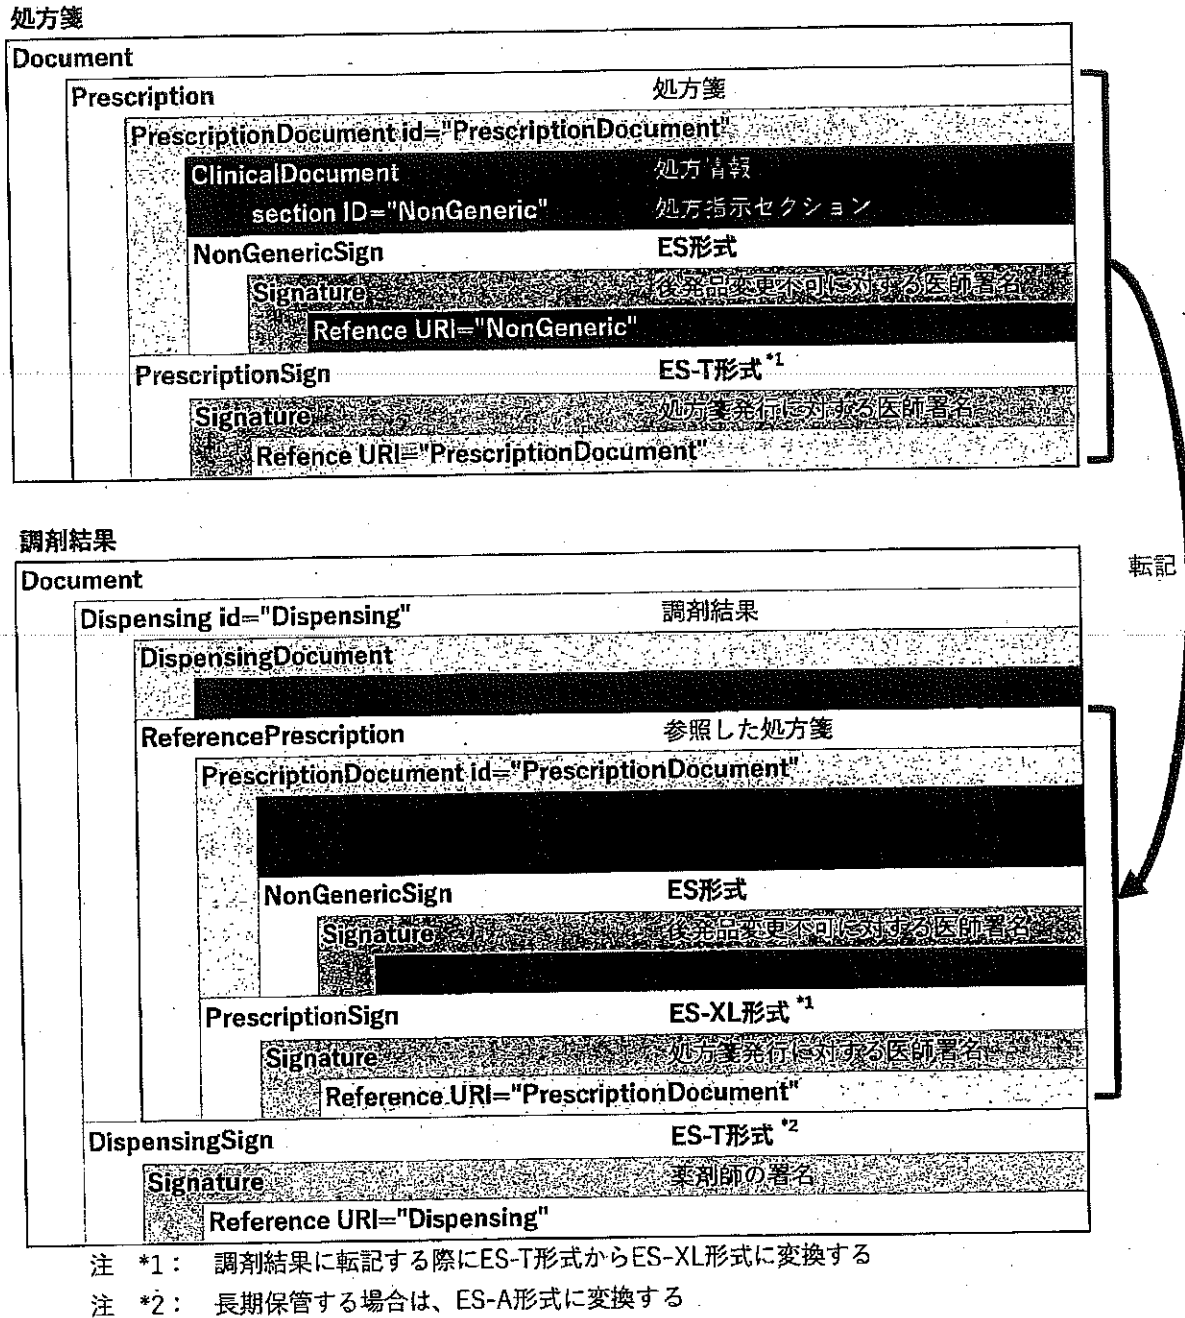 処方箋
Document
Prescription 処方箋
PrescriptionDocument id="PrescriptionDocument"
ClinicalDocument 処方情報
section ID="NonGeneric" 処方指示セクション
NonGenericSign ES形式
Signature 後発品変更不可に対する医師署名
Refence URI="NonGeneric"
PrescriptionSign ES-T形式 *1
Signature 処方箋発行に対する医師署名
Refence URI="PrescriptionDocument"
調剤結果
転記
Document
Dispensing id="Dispensing" 調剤結果
DispensingDocument
ReferencePrescription 参照した処方箋
PrescriptionDocument id="PrescriptionDocument"
NonGenericSign ES形式
Signature 後発品変更不可に対する医師署名
PrescriptionSign ES-XL形式 *1
Signature 処方箋発行に対する医師署名
Reference URI="PrescriptionDocument"
DispensingSign ES-T形式 *2
Signature 薬剤師の署名
Reference URI="Dispensing"
注 *1： 調剤結果に転記する際にES-T形式からES-XL形式に変換する
注 *2： 長期保管する場合は、ES-A形式に変換する